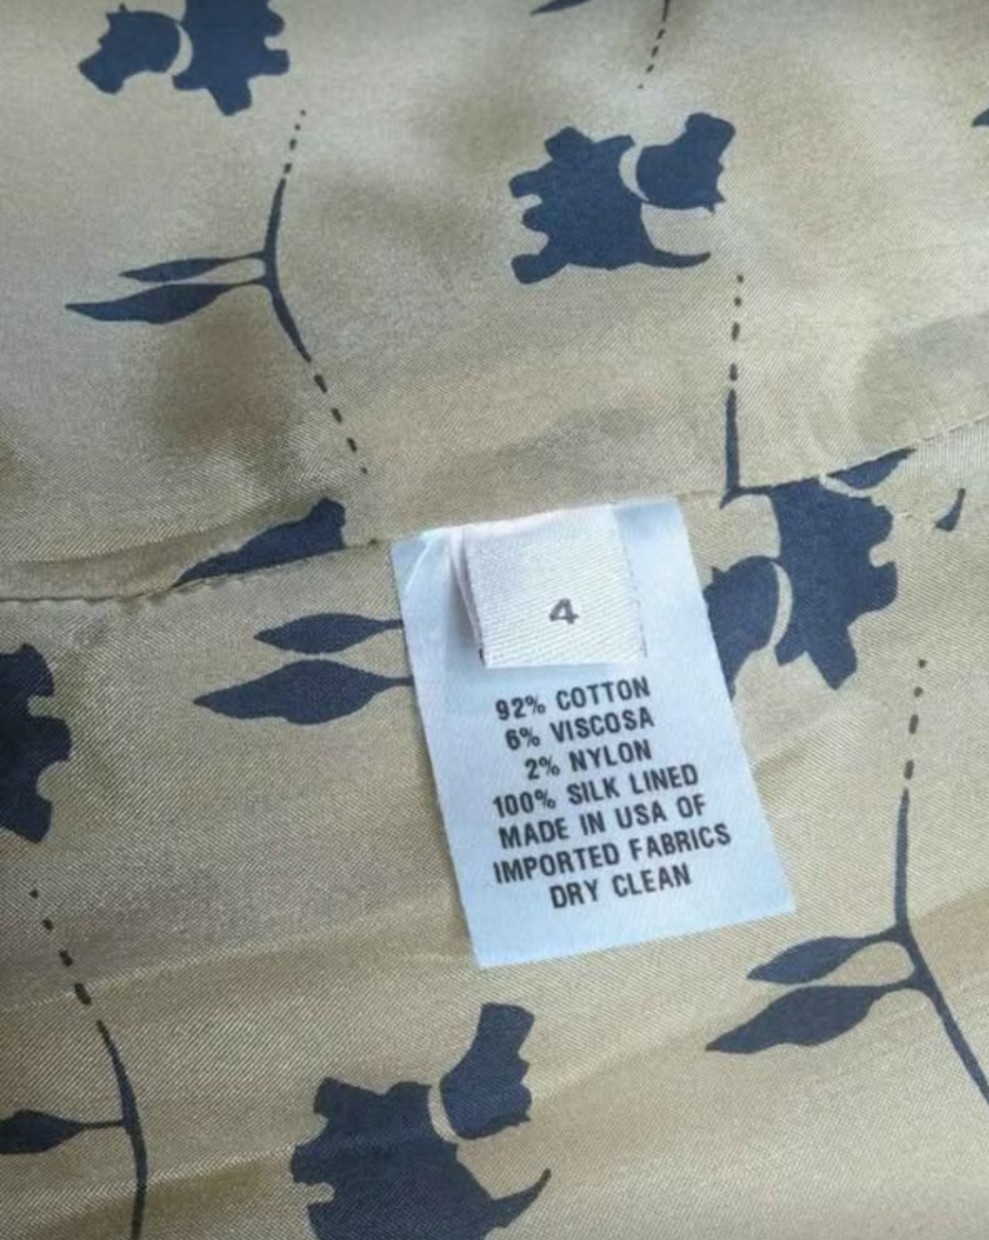 4
92% COTTON
6% VISCOSA
2% NYLON
100% SILK LINED
MADE IN USA OF
IMPORTED FABRICS
DRY CLEAN